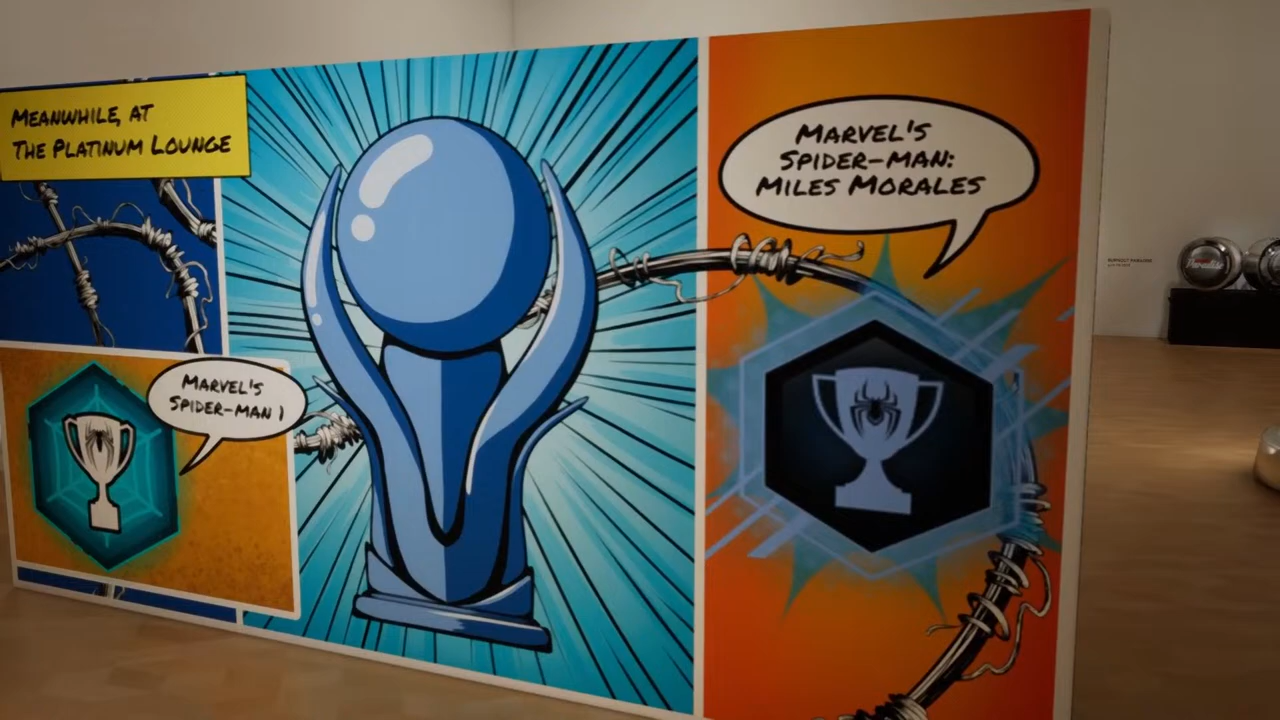 MEANWHILE, AT
THE PLATINUM LOUNGE
MARVEL'S
SPIDER-MAN 1
MARVEL'S
SPIDER-MAN:
MILES MORALES